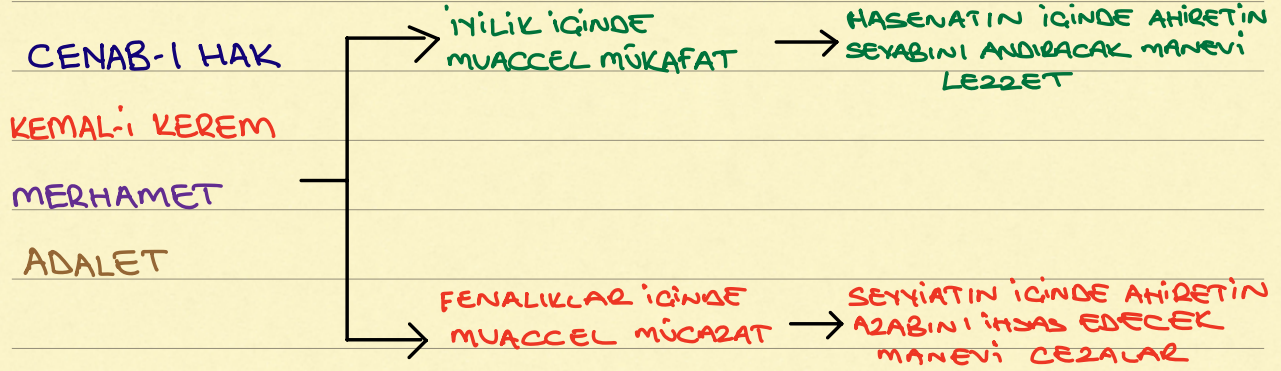 CENAB-I HAK
KEMAL-i KEREM
MERHAMET
ADALET
İYİLİK İÇİNDE
MUACCEL MÜKAFAT
HASENATIN İÇİNDE AHİRETİN
SEVABINI ANDIRACAK MANEVİ
LEZZET
FENALIKLAR İÇİNDE
MUACCEL MÜCAZAT
SEYYİATIN İÇİNDE AHİRETİN
AZABINI İHSAS EDECEK
MANEVİ CEZALAR